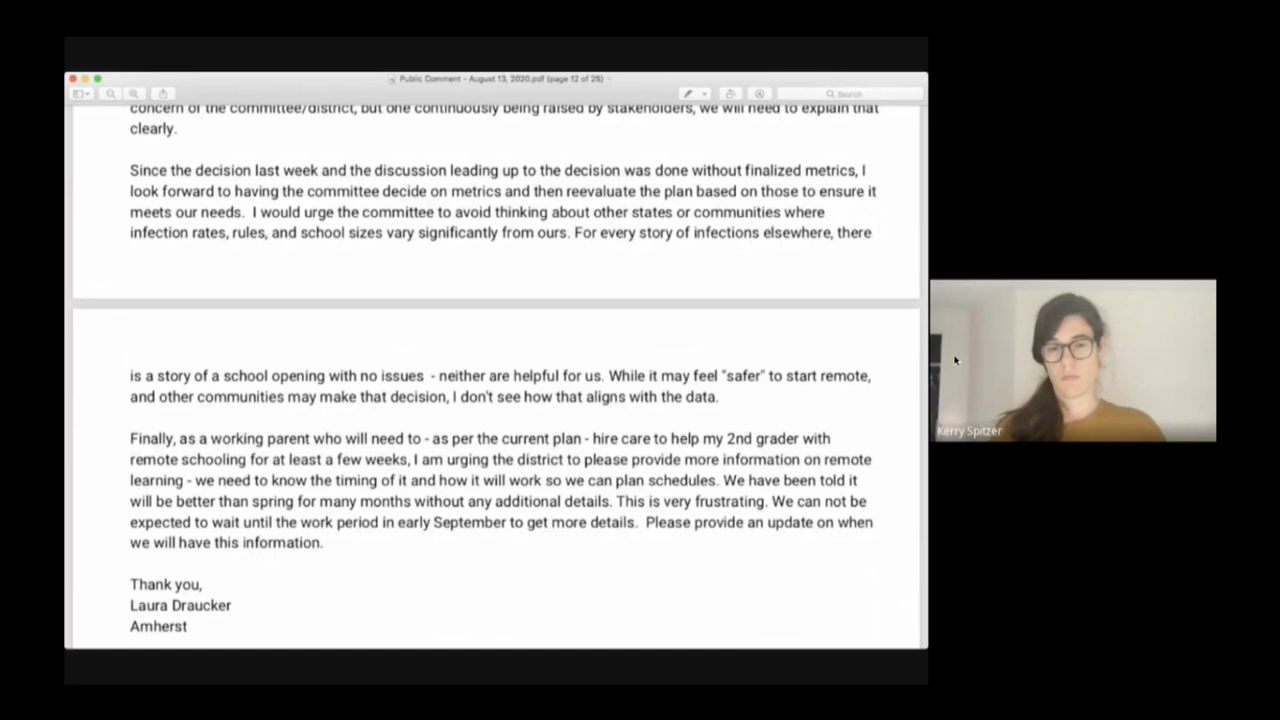 Public Comment - August 13, 2020.pdf (page 12 of 25)
Search
concern of the committee/district, but one continuously being raised by stakeholders, we will need to explain that
clearly.
Since the decision last week and the discussion leading up to the decision was done without finalized metrics, I
look forward to having the committee decide on metrics and then reevaluate the plan based on those to ensure it
meets our needs.  I would urge the committee to avoid thinking about other states or communities where
infection rates, rules, and school sizes vary significantly from ours. For every story of infections elsewhere, there
is a story of a school opening with no issues  - neither are helpful for us. While it may feel "safer" to start remote,
and other communities may make that decision, I don't see how that aligns with the data.
Finally, as a working parent who will need to - as per the current plan - hire care to help my 2nd grader with
remote schooling for at least a few weeks, I am urging the district to please provide more information on remote
learning - we need to know the timing of it and how it will work so we can plan schedules. We have been told it
will be better than spring for many months without any additional details. This is very frustrating. We can not be
expected to wait until the work period in early September to get more details.  Please provide an update on when
we will have this information.
Thank you,
Laura Draucker
Amherst
Kerry Spitzer